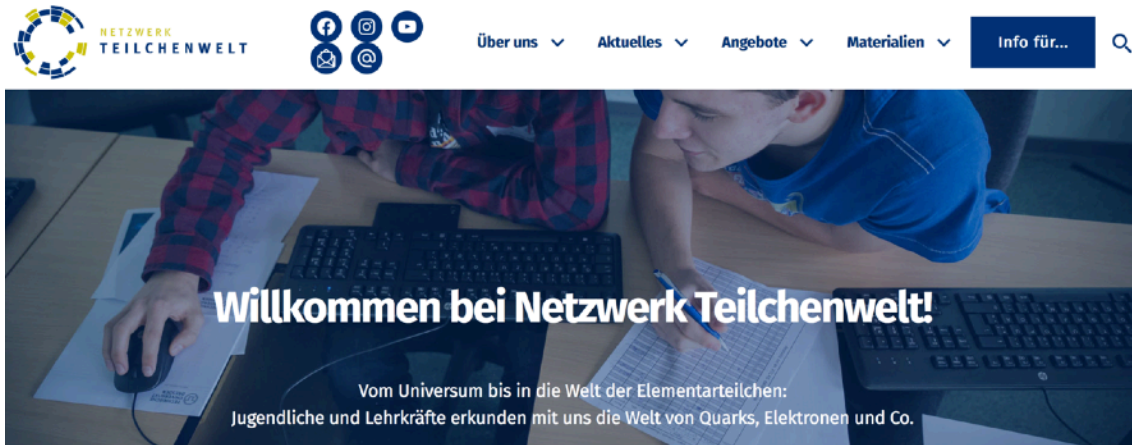 NETZWERK
TEILCHENWELT
Über uns
Aktuelles
Angebote
Materialien
Info für...
Willkommen bei Netzwerk Teilchenwelt!
Vom Universum bis in die Welt der Elementarteilchen:
Jugendliche und Lehrkräfte erkunden mit uns die Welt von Quarks, Elektronen und Co.